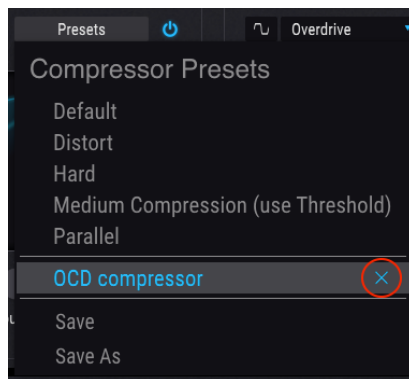 Presets Overdrive
Compressor Presets
Default
Distort
Hard
Medium Compression (use Threshold)
Parallel
OCD compressor
Save
Save As